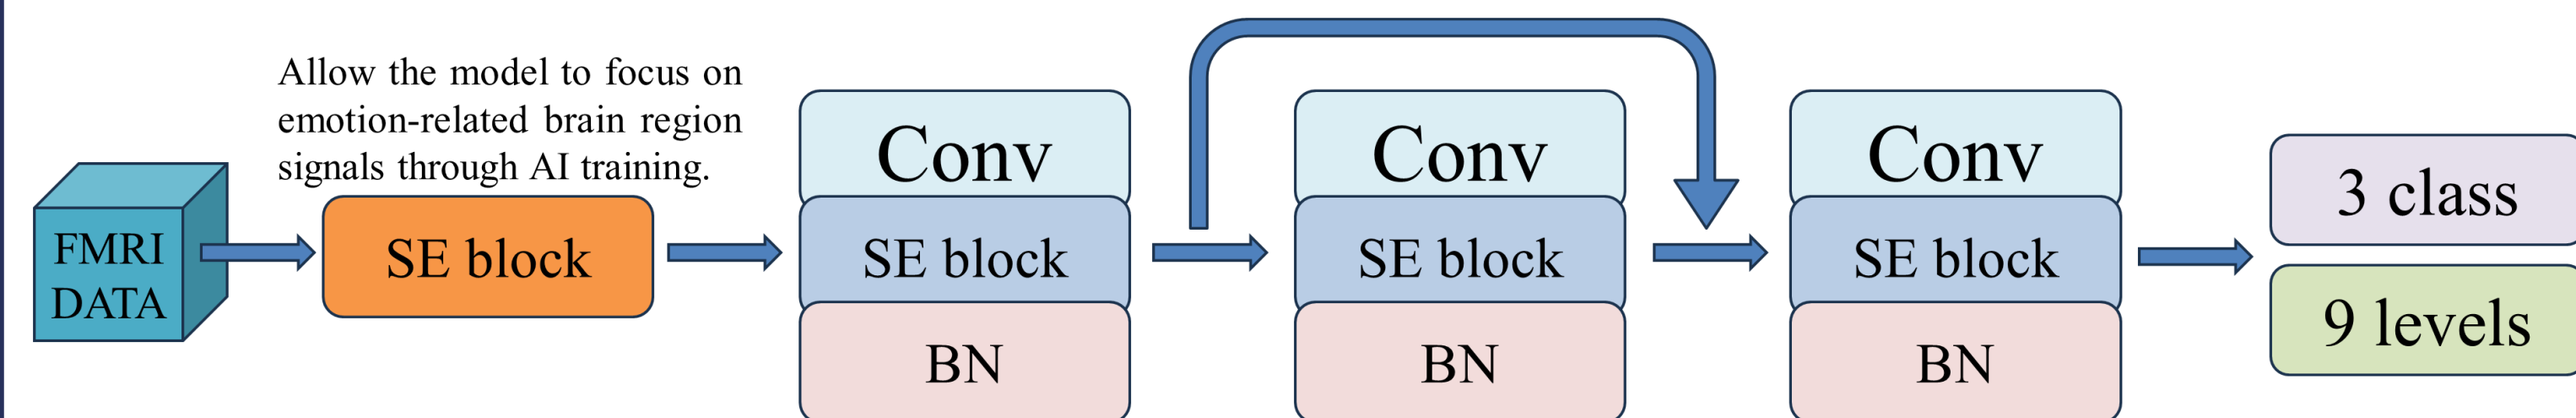 Allow the model to focus on
emotion-related brain region
signals through AI training.
FMRI
DATA
SE block
Conv
SE block
BN
Conv
SE block
BN
Conv
SE block
BN
3 class
9 levels